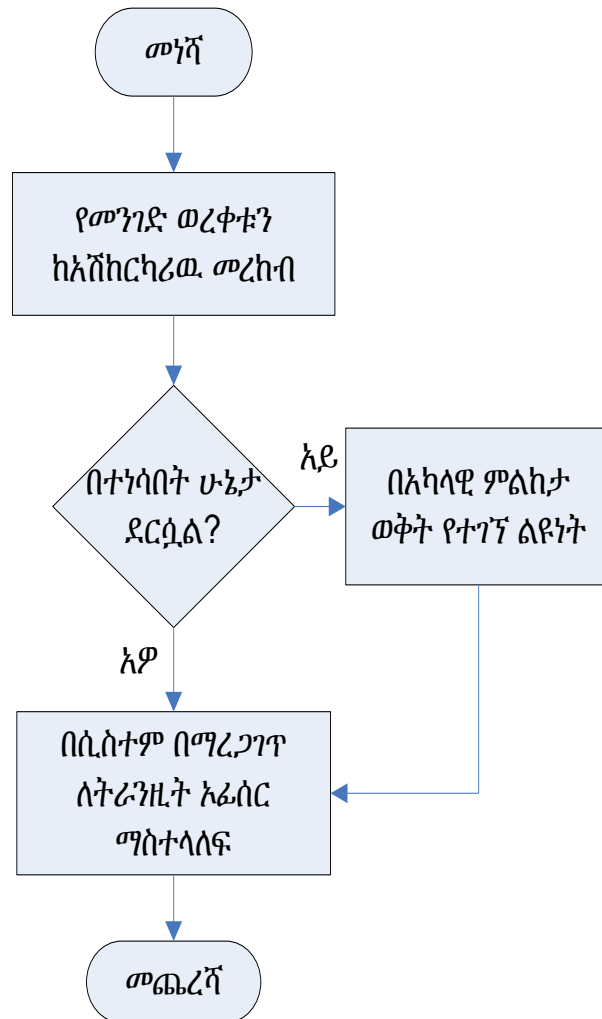 መነሻ
የመንገድ ወረቀቱን
ከአሽከርካሪዉ መረከብ
በተነሳበት ሁኔታ
ደርሷል?
አይ
በአካላዊ ምልከታ
ወቅት የተገኘ ልዩነት
አዎ
በሲስተም በማረጋገጥ
ለትራንዚት ኦፊሰር
ማስተላለፍ
መጨረሻ